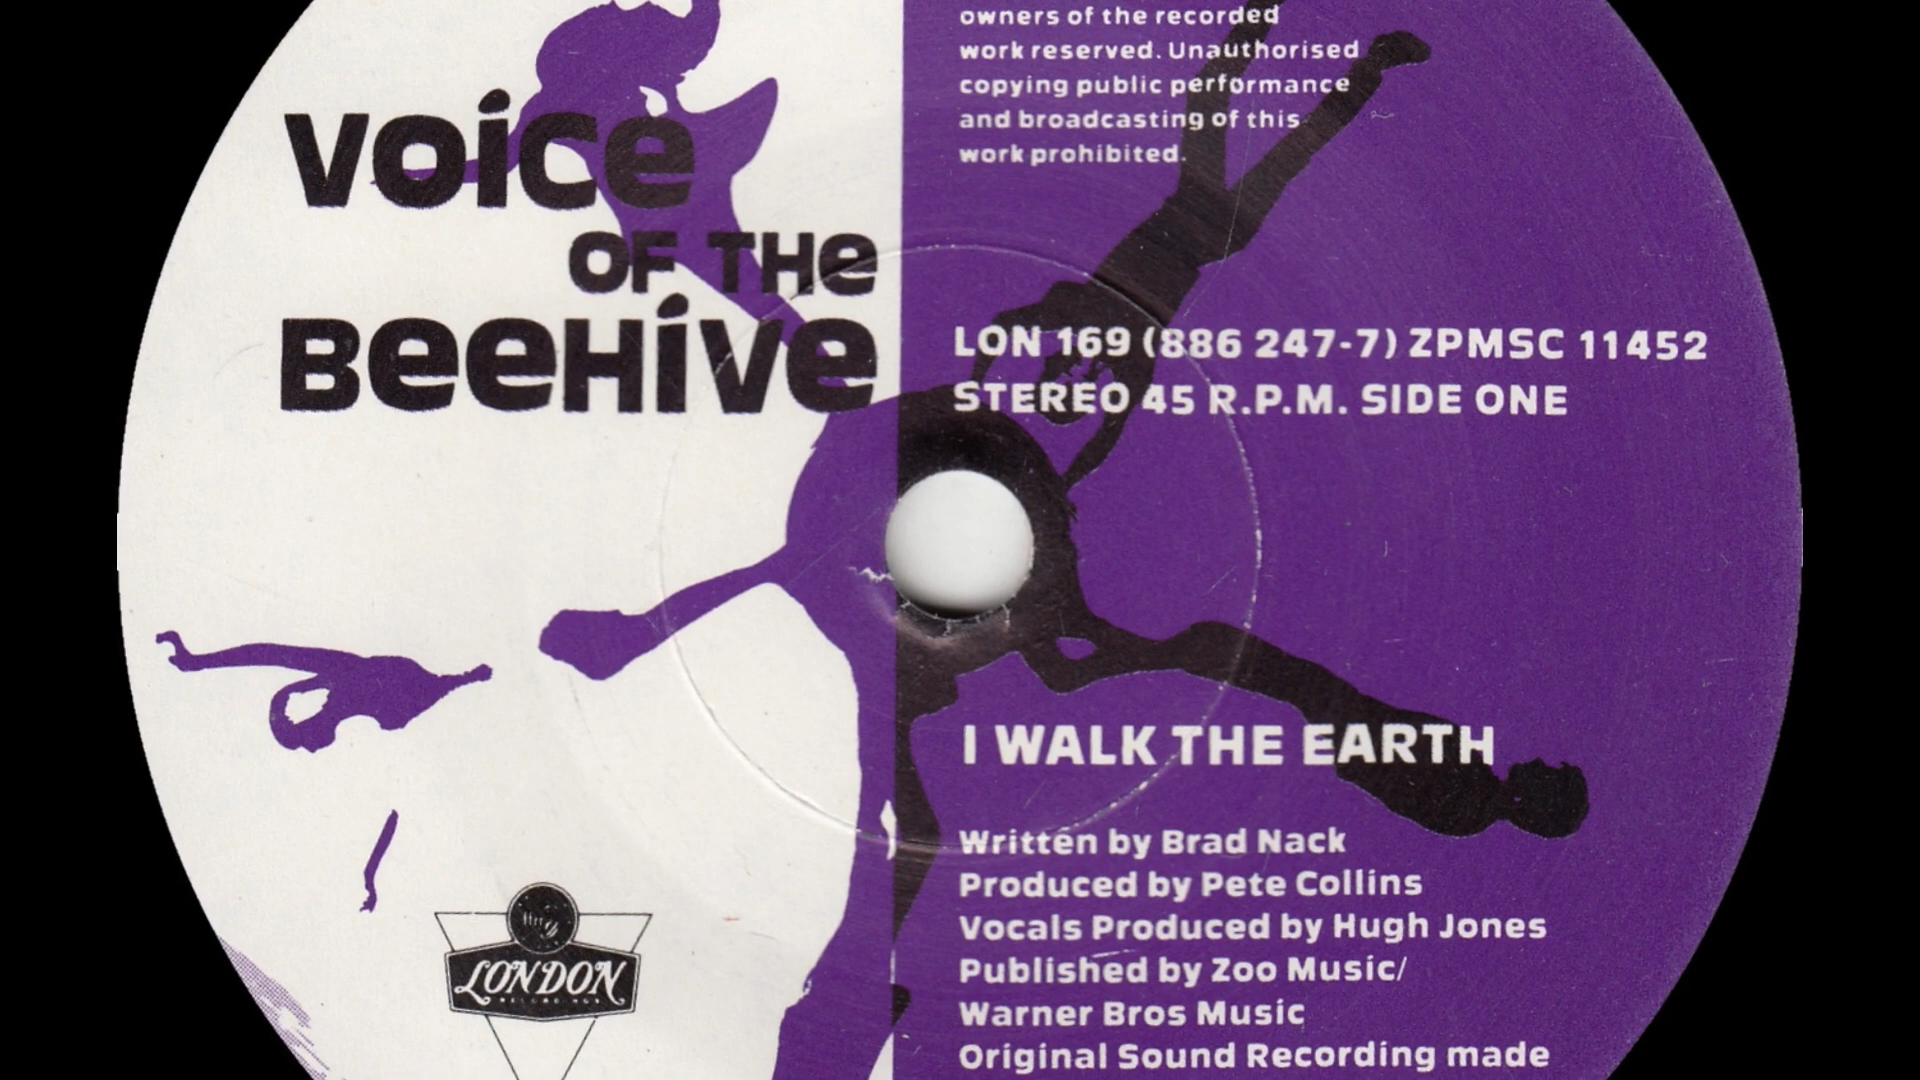 owners of the recorded
work reserved. Unauthorised
copying public performance
and broadcasting of this
work prohibited.
Voice
OF THe
BeeHive
LON 169 (886 247-7) ZPMSC 11452
STEREO 45 R.P.M. SIDE ONE
I WALK THE EARTH
Written by Brad Nack
Produced by Pete Collins
Vocals Produced by Hugh Jones
Published by Zoo Music/
Warner Bros Music
Original Sound Recording made
LONDON
RECORDINGS